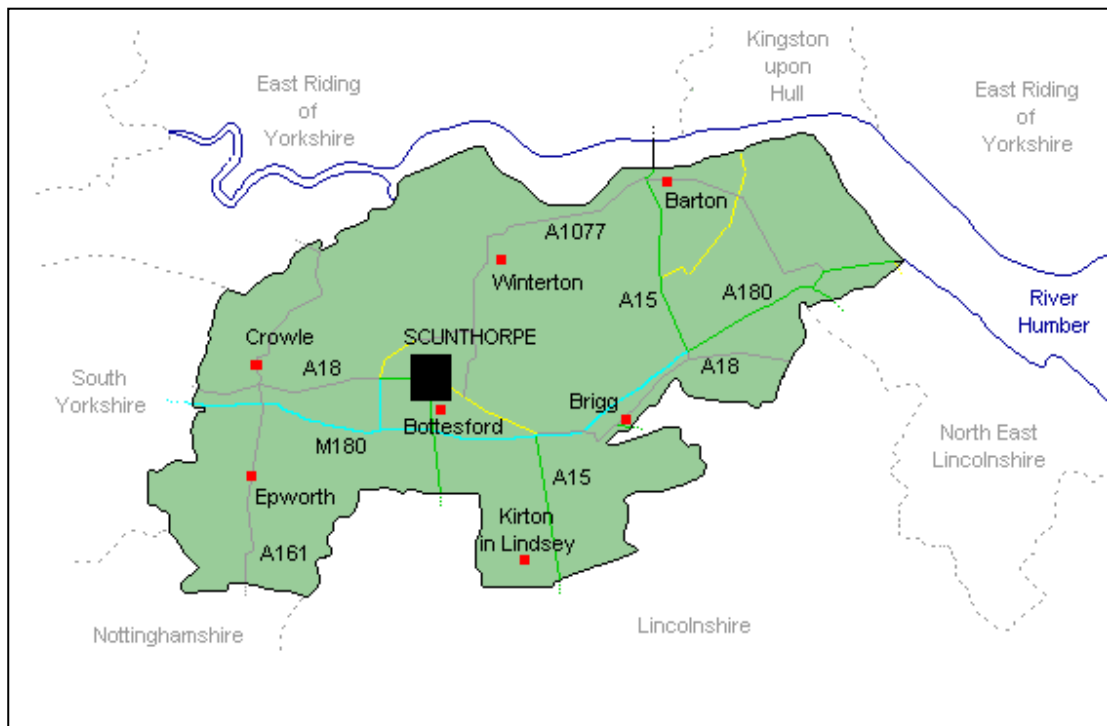 Kingston
upon
Hull
East Riding
of
Yorkshire
East Riding
of
Yorkshire
Barton
A1077
Winterton
A15
A180
River
Humber
SCUNTHORPE
Crowle
A18
A18
South
Yorkshire
Brigg
Bottesford
M180
North East
Lincolnshire
A15
Epworth
Kirton
in Lindsey
A161
Nottinghamshire
Lincolnshire